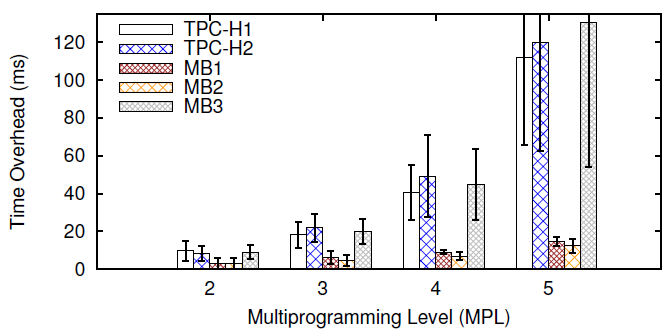 TPC-H1
TPC-H2
MB1
MB2
MB3
120
100
80
60
40
20
0
Time Overhead (ms)
2 3 4 5
Multiprogramming Level (MPL)